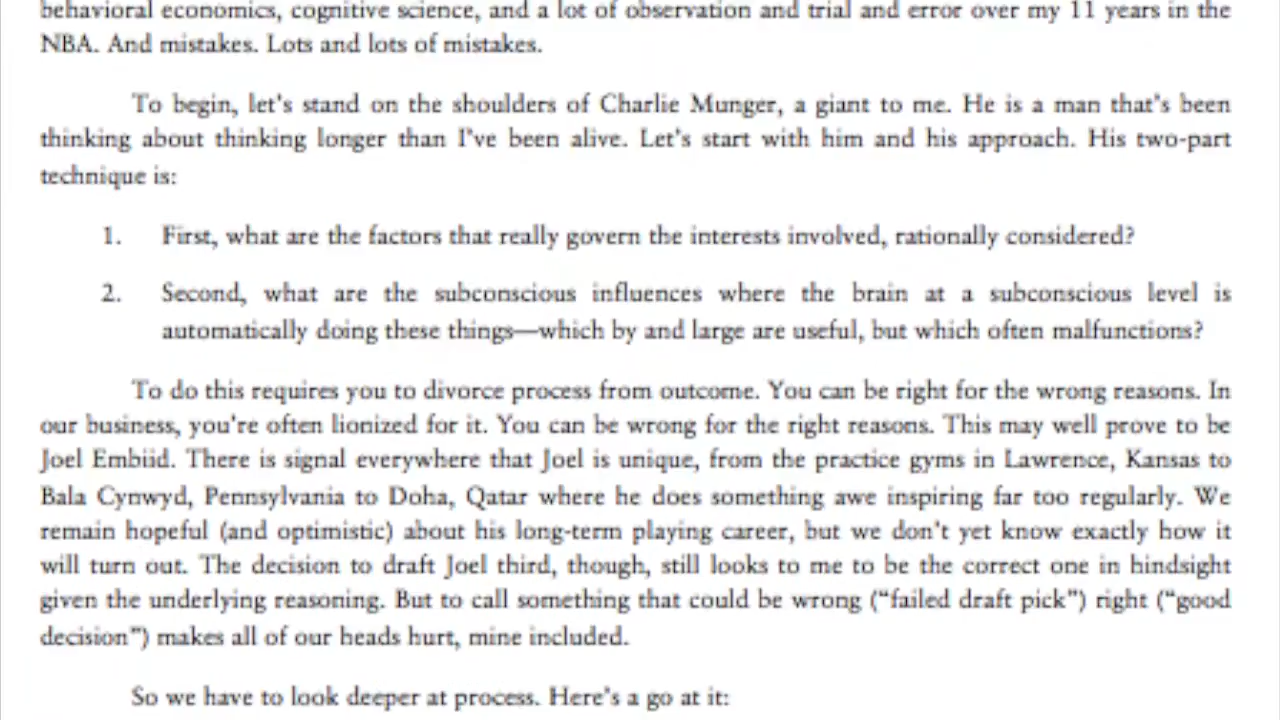 behavioral economics, cognitive science, and a lot of observation and trial and error over my 11 years in the
NBA. And mistakes. Lots and lots of mistakes.
To begin, let's stand on the shoulders of Charlie Munger, a giant to me. He is a man that's been
thinking about thinking longer than I've been alive. Let's start with him and his approach. His two-part
technique is:
1. First, what are the factors that really govern the interests involved, rationally considered?
2. Second, what are the subconscious influences where the brain at a subconscious level is
automatically doing these things—which by and large are useful, but which often malfunctions?
To do this requires you to divorce process from outcome. You can be right for the wrong reasons. In
our business, you're often lionized for it. You can be wrong for the right reasons. This may well prove to be
Joel Embiid. There is signal everywhere that Joel is unique, from the practice gyms in Lawrence, Kansas to
Bala Cynwyd, Pennsylvania to Doha, Qatar where he does something awe inspiring far too regularly. We
remain hopeful (and optimistic) about his long-term playing career, but we don't yet know exactly how it
will turn out. The decision to draft Joel third, though, still looks to me to be the correct one in hindsight
given the underlying reasoning. But to call something that could be wrong (“failed draft pick”) right (“good
decision”) makes all of our heads hurt, mine included.
So we have to look deeper at process. Here's a go at it: